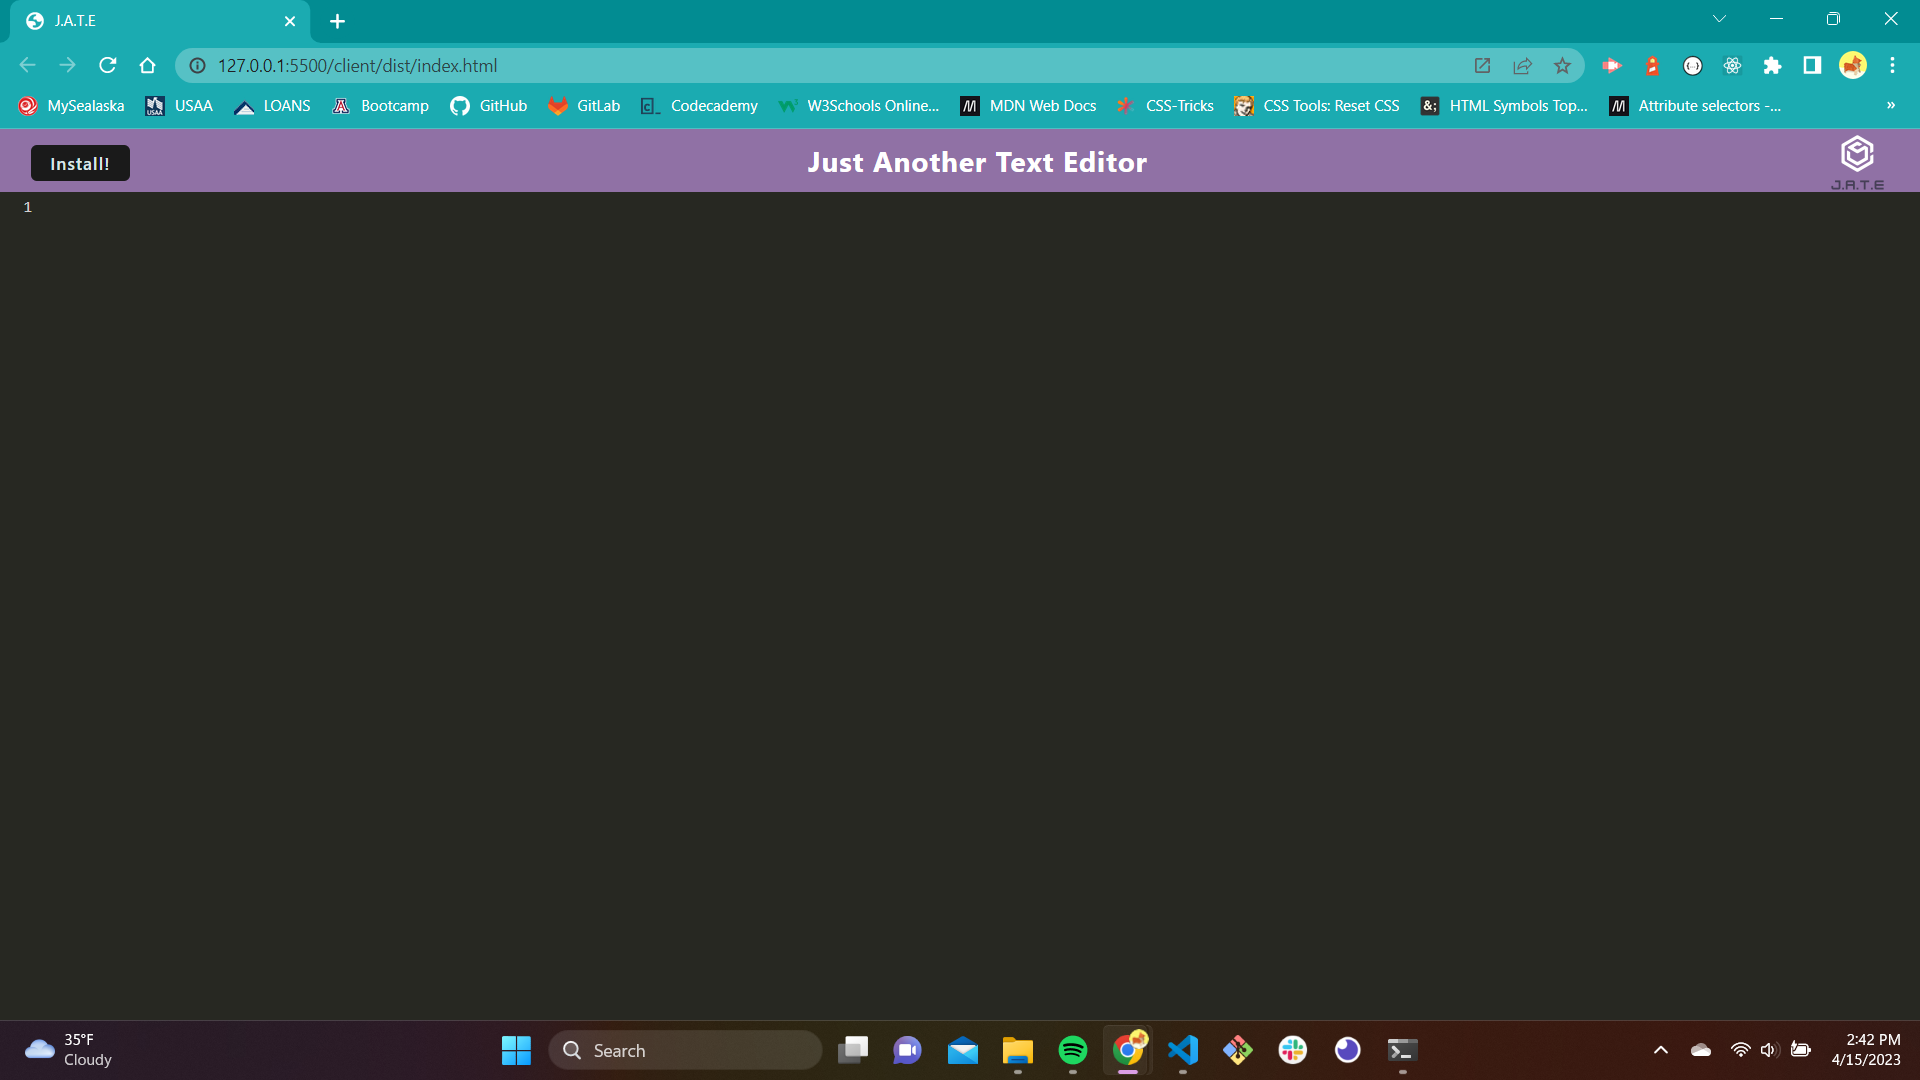 J.A.T.E
127.0.0.1:5500/client/dist/index.html
MySealaska USAA LOANS Bootcamp GitHub GitLab Codecademy W3Schools Online... MDN Web Docs CSS-Tricks CSS Tools: Reset CSS HTML Symbols Top... Attribute selectors -... »
Install! Just Another Text Editor
J.A.T.E
1
35°F
Cloudy
Search
2:42 PM
4/15/2023